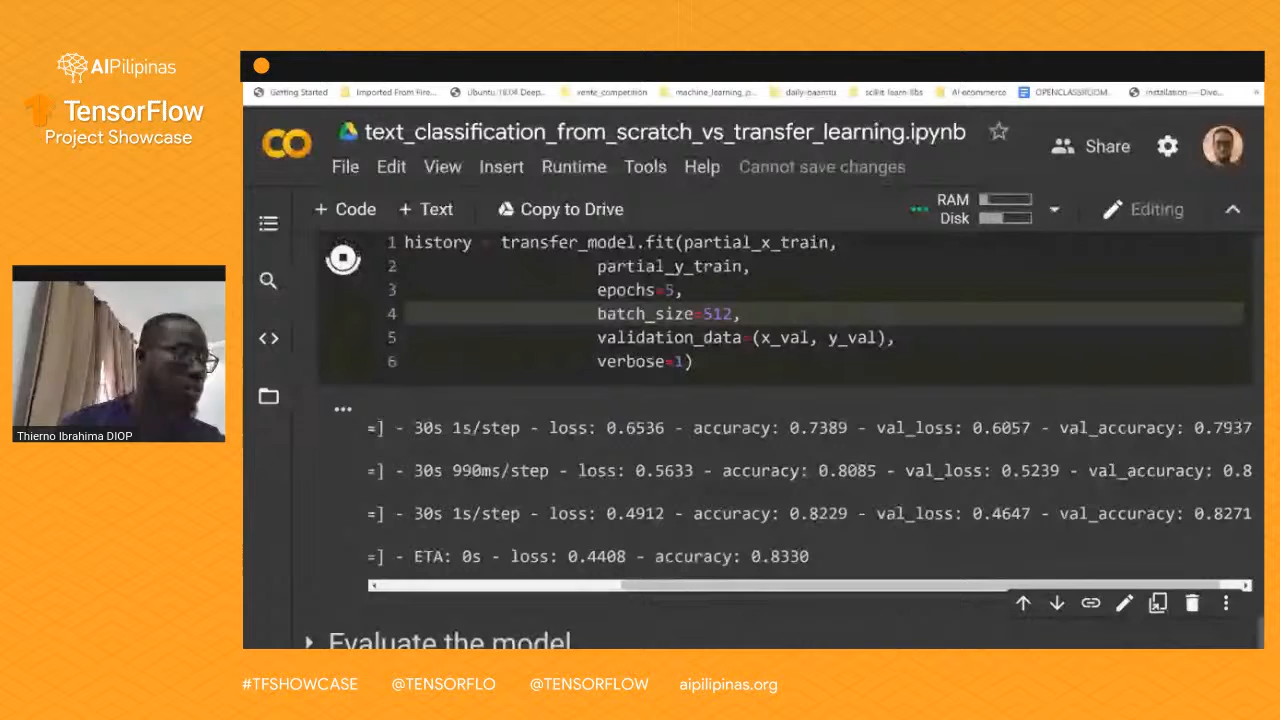 AIPilipinas
TensorFlow
Project Showcase
Getting Started
Imported From Fire...
Ubuntu 18.04 Deep...
vente_competition
machine_learning_p...
scikit-learn-libs
AI ecommerce
OPENCLASSROOM...
installation — Dive...
text_classification_from_scratch_vs_transfer_learning.ipynb
Share
File Edit View Insert Runtime Tools Help Cannot save changes
+ Code + Text Copy to Drive
RAM
Disk
Editing
1 history = transfer_model.fit(partial_x_train,
2 partial_y_train,
3 epochs=5,
4 batch_size=512,
5 validation_data=(x_val, y_val),
6 verbose=1)
=] - 30s 1s/step - loss: 0.6536 - accuracy: 0.7389 - val_loss: 0.6057 - val_accuracy: 0.7937
=] - 30s 990ms/step - loss: 0.5633 - accuracy: 0.8085 - val_loss: 0.5239 - val_accuracy: 0.8
=] - 30s 1s/step - loss: 0.4912 - accuracy: 0.8229 - val_loss: 0.4647 - val_accuracy: 0.8271
=] - ETA: 0s - loss: 0.4408 - accuracy: 0.8330
Evaluate the model
Thierno Ibrahima DIOP
#TFSHOWCASE @TENSORFLO @TENSORFLOW aipilipinas.org